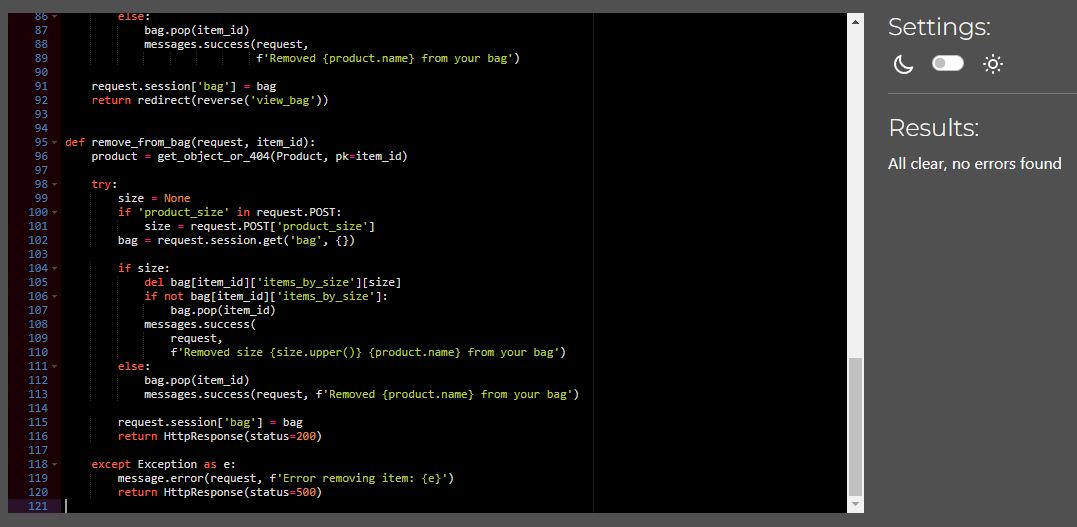 86 else:
87 bag.pop(item_id)
88 messages.success(request,
89 f'Removed {product.name} from your bag')
90
91 request.session['bag'] = bag
92 return redirect(reverse('view_bag'))
93
94
95 def remove_from_bag(request, item_id):
96 product = get_object_or_404(Product, pk=item_id)
97
98 try:
99 size = None
100 if 'product_size' in request.POST:
101 size = request.POST['product_size']
102 bag = request.session.get('bag', {})
103
104 if size:
105 del bag[item_id]['items_by_size'][size]
106 if not bag[item_id]['items_by_size']:
107 bag.pop(item_id)
108 messages.success(
109 request,
110 f'Removed size {size.upper()} {product.name} from your bag')
111 else:
112 bag.pop(item_id)
113 messages.success(request, f'Removed {product.name} from your bag')
114
115 request.session['bag'] = bag
116 return HttpResponse(status=200)
117
118 except Exception as e:
119 message.error(request, f'Error removing item: {e}')
120 return HttpResponse(status=500)
121
Settings:
Results:
All clear, no errors found